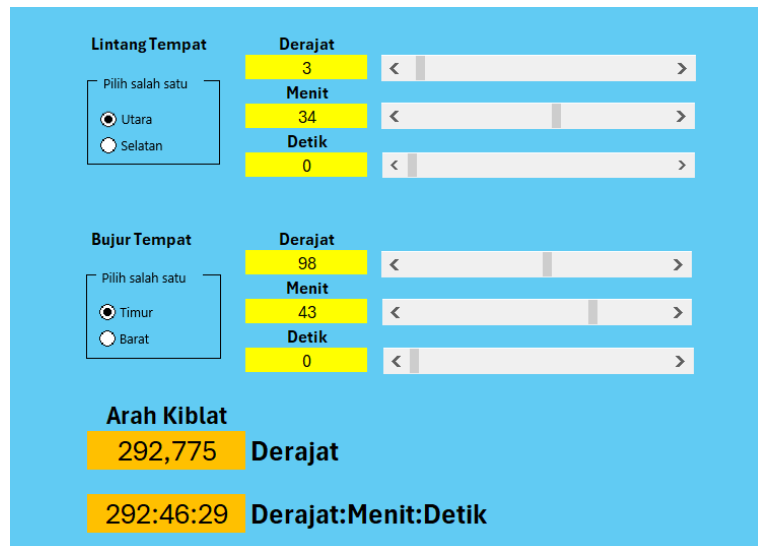 Lintang Tempat Derajat
3
Pilih salah satu
Menit
Utara 34
Selatan Detik
0
Bujur Tempat Derajat
98
Pilih salah satu
Menit
Timur 43
Barat Detik
0
Arah Kiblat
292,775 Derajat
292:46:29 Derajat:Menit:Detik